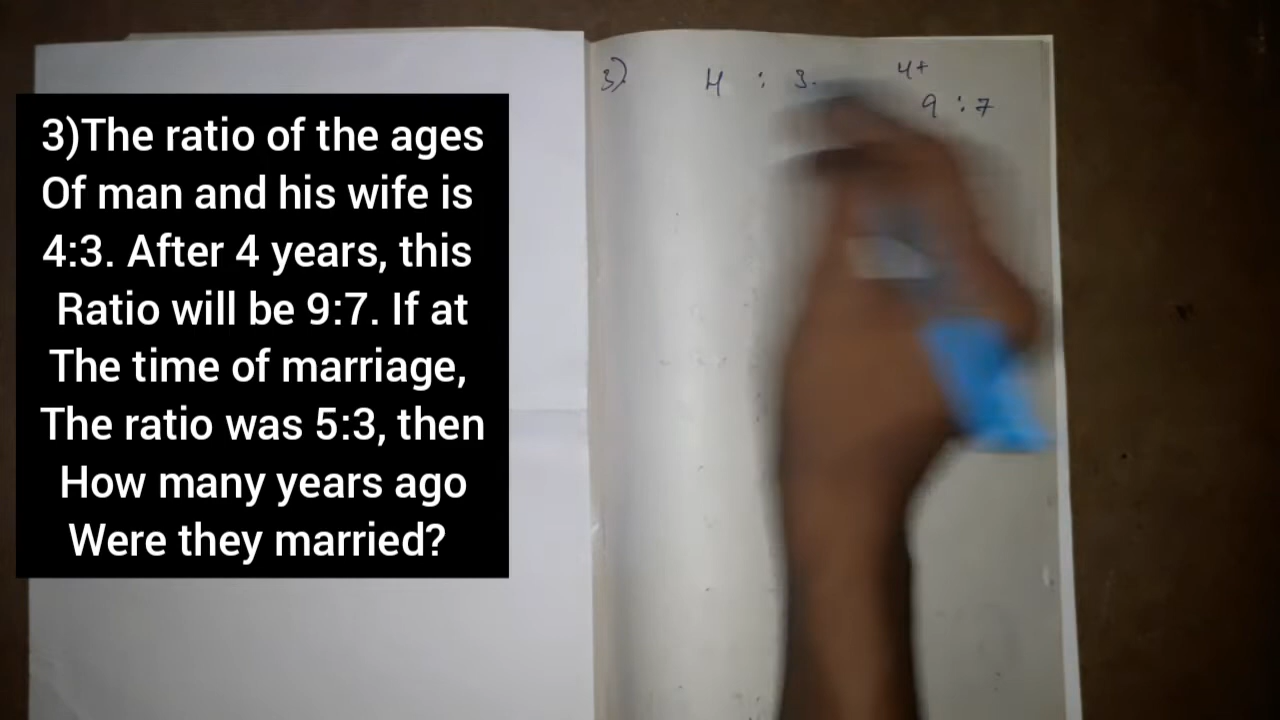 3)The ratio of the ages
Of man and his wife is
4:3. After 4 years, this
Ratio will be 9:7. If at
The time of marriage,
The ratio was 5:3, then
How many years ago
Were they married?
3) 4 : 3. 4+
9 : 7